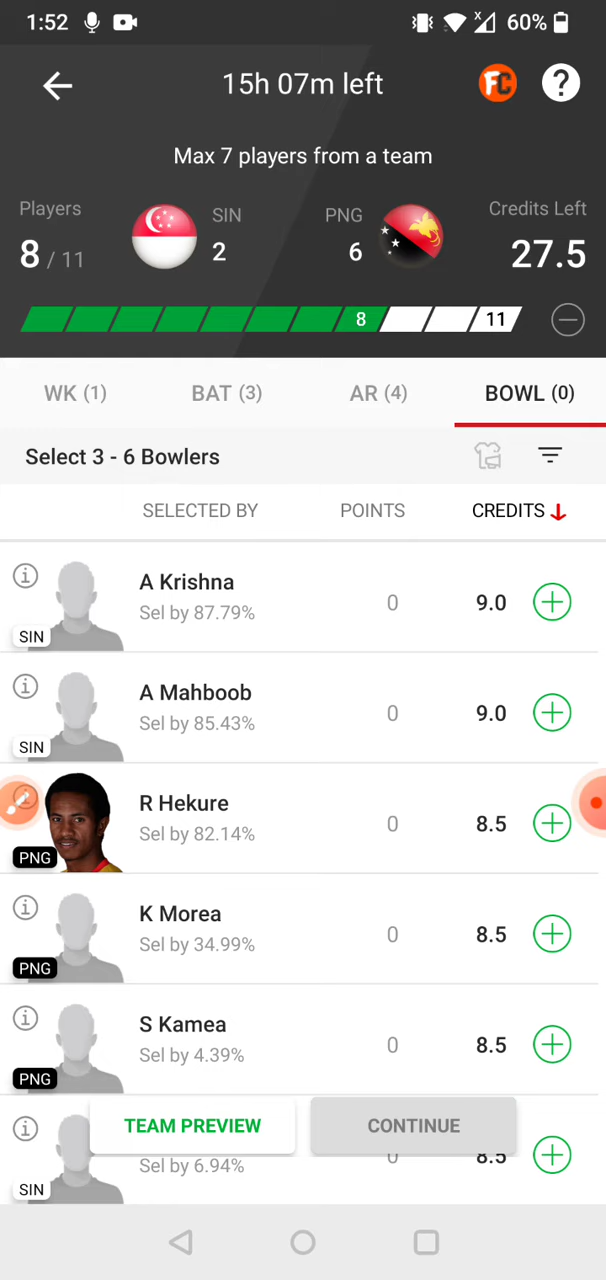 1:52 60%
15h 07m left FC ?
Max 7 players from a team
Players SIN PNG Credits Left
8 / 11 2 6 27.5
8 11
WK (1) BAT (3) AR (4) BOWL (0)
Select 3 - 6 Bowlers
SELECTED BY POINTS CREDITS
A Krishna
Sel by 87.79% 0 9.0
SIN
A Mahboob
Sel by 85.43% 0 9.0
SIN
R Hekure
Sel by 82.14% 0 8.5
PNG
K Morea
Sel by 34.99% 0 8.5
PNG
S Kamea
Sel by 4.39% 0 8.5
PNG
TEAM PREVIEW CONTINUE
Sel by 6.94% 0 8.5
SIN